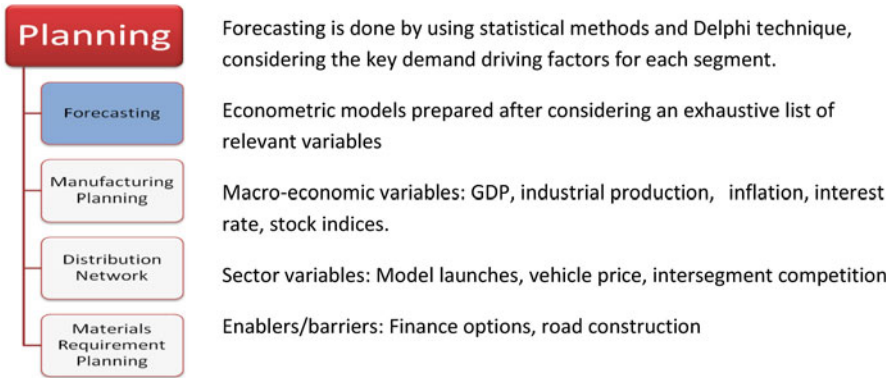 Planning
Forecasting
Manufacturing
Planning
Distribution
Network
Materials
Requirement
Planning
Forecasting is done by using statistical methods and Delphi technique,
considering the key demand driving factors for each segment.
Econometric models prepared after considering an exhaustive list of
relevant variables
Macro-economic variables: GDP, industrial production, inflation, interest
rate, stock indices.
Sector variables: Model launches, vehicle price, intersegment competition
Enablers/barriers: Finance options, road construction